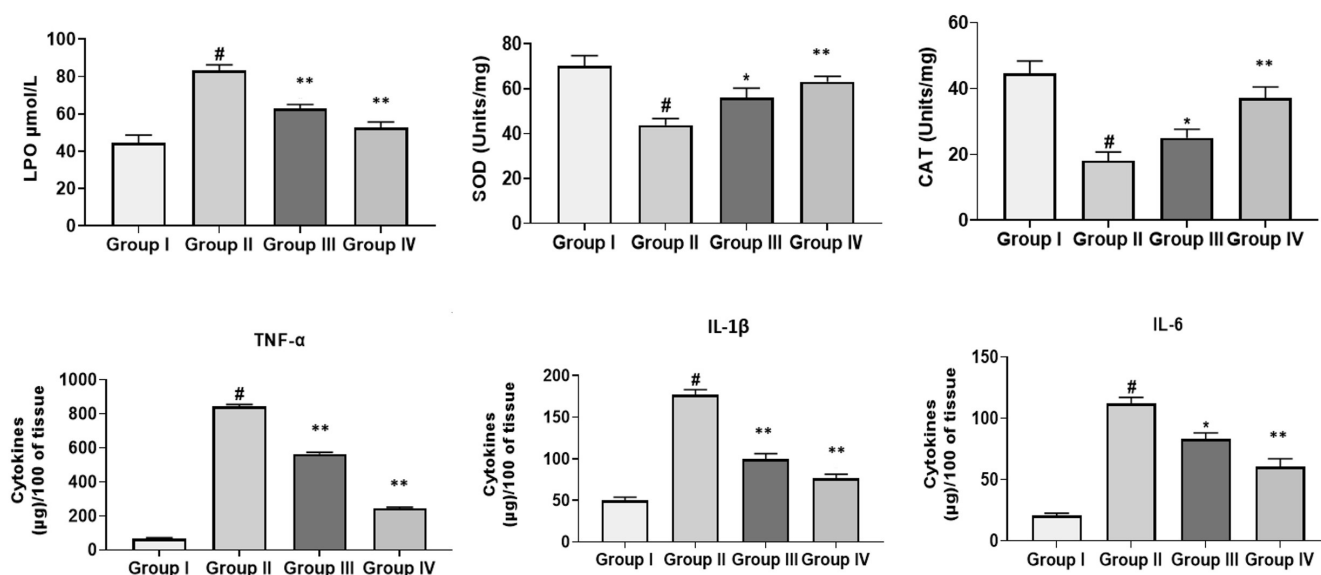 LPO µmol/L
100
80
60
40
20
0
#
**
**
Group I Group II Group III Group IV
SOD (Units/mg)
80
60
40
20
0
#
*
**
Group I Group II Group III Group IV
CAT (Units/mg)
60
40
20
0
#
*
**
Group I Group II Group III Group IV
TNF-α
Cytokines
(µg)/100 of tissue
1000
800
600
400
200
0
#
**
**
Group I Group II Group III Group IV
IL-1β
Cytokines
(µg)/100 of tissue
200
150
100
50
0
#
**
**
Group I Group II Group III Group IV
IL-6
Cytokines
(µg)/100 of tissue
150
100
50
0
#
*
**
Group I Group II Group III Group IV